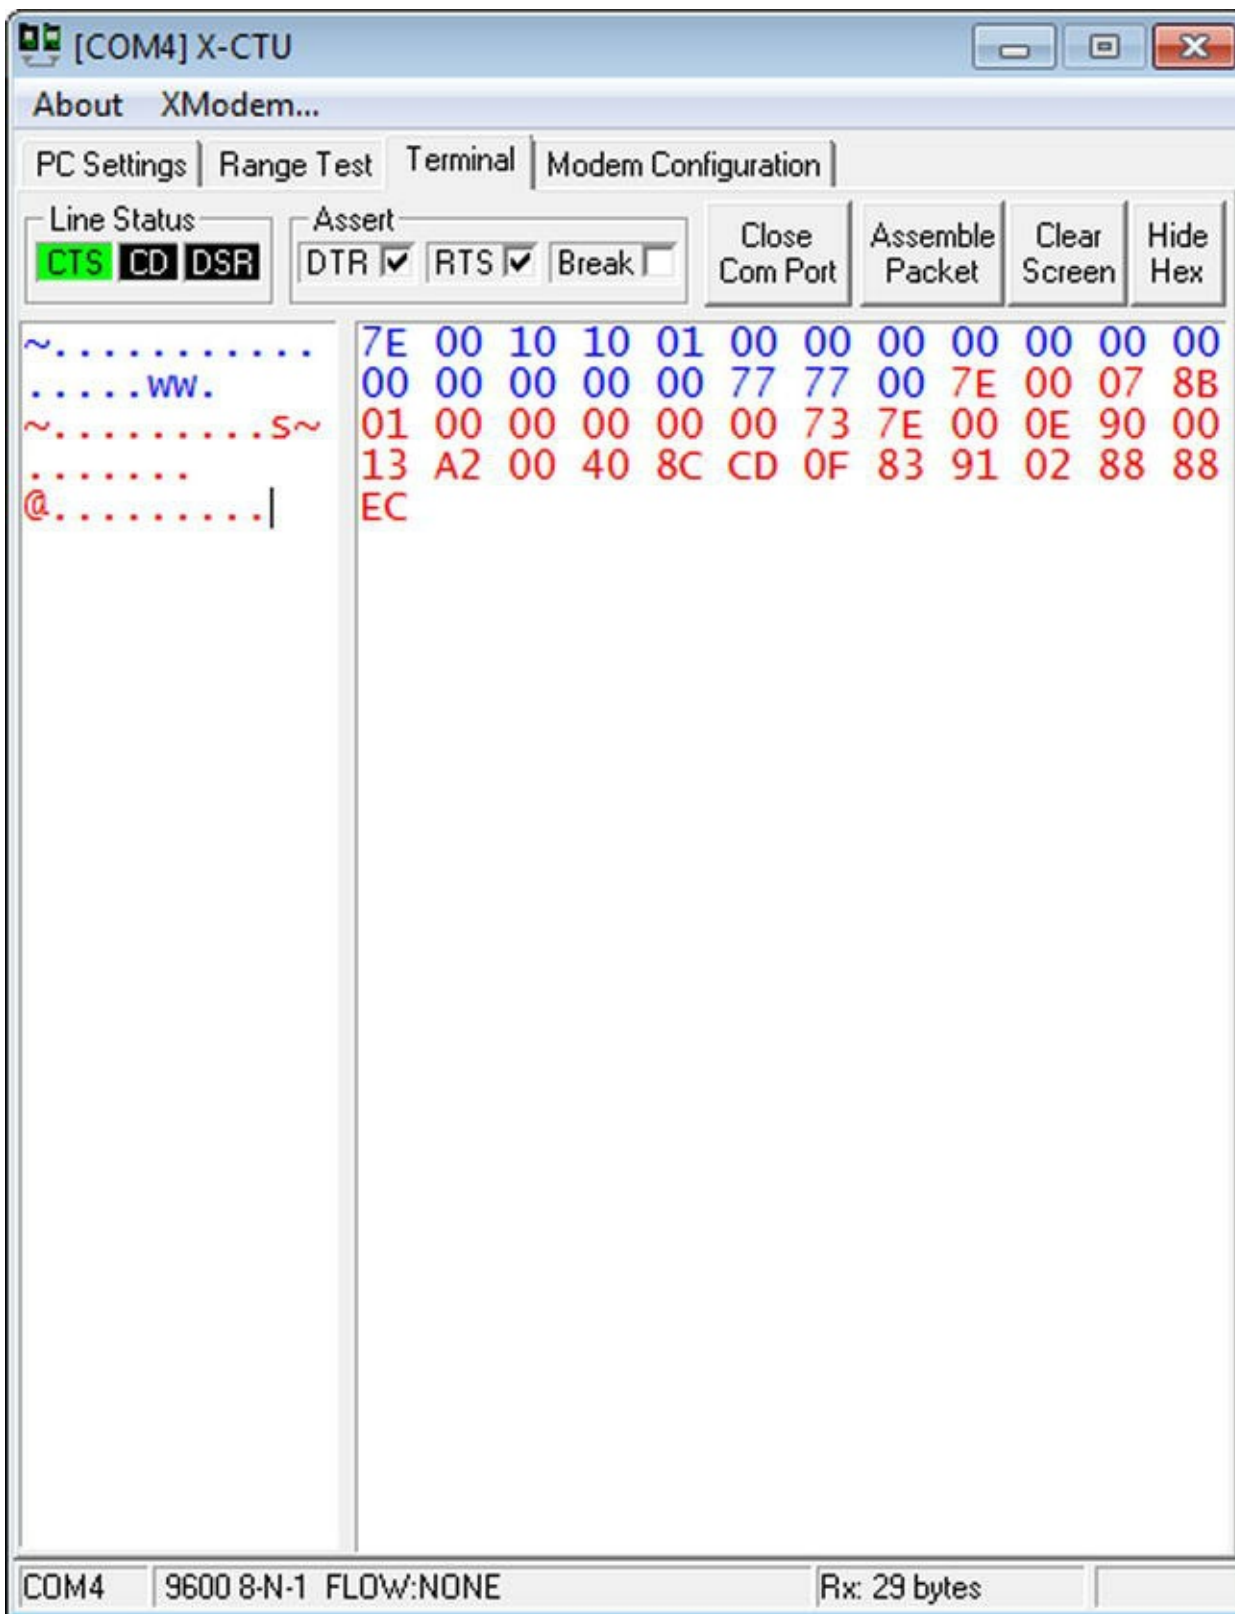 [COM4] X-CTU
About XModem...
PC Settings Range Test Terminal Modem Configuration
Line Status Assert
CTS CD DSR DTR RTS Break Close Com Port Assemble Packet Clear Screen Hide Hex
~........... 7E 00 10 10 01 00 00 00 00 00 00 00
.....ww. 00 00 00 00 00 77 77 00 7E 00 07 8B
~.........s~ 01 00 00 00 00 00 73 7E 00 0E 90 00
....... 13 A2 00 40 8C CD 0F 83 91 02 88 88
@......... EC
COM4 9600 8-N-1 FLOW:NONE Rx: 29 bytes